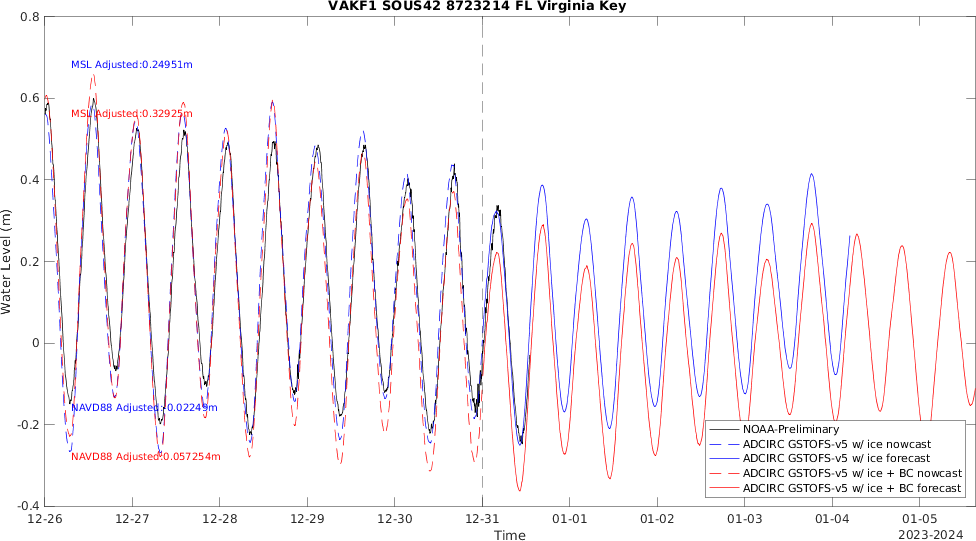 VAKF1 SOUS42 8723214 FL Virginia Key
0.8
0.6
0.4
0.2
0
-0.2
-0.4
Water Level (m)
MSL Adjusted:0.24951m
MSL Adjusted:0.32925m
NAVD88 Adjusted:-0.02249m
NAVD88 Adjusted:0.057254m
NOAA-Preliminary
ADCIRC GSTOFS-v5 w/ ice nowcast
ADCIRC GSTOFS-v5 w/ ice forecast
ADCIRC GSTOFS-v5 w/ ice + BC nowcast
ADCIRC GSTOFS-v5 w/ ice + BC forecast
12-26 12-27 12-28 12-29 12-30 12-31 01-01 01-02 01-03 01-04 01-05
Time
2023-2024